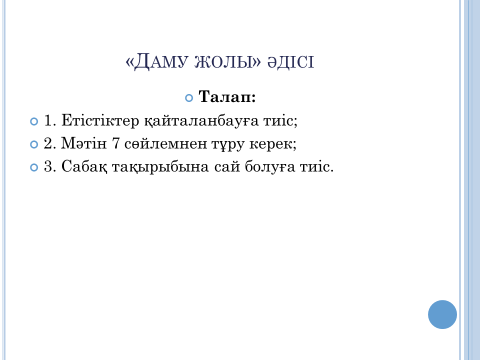 «Даму жолы» әдісі
Талап:
1. Етістіктер қайталанбауға тиіс;
2. Мәтін 7 сөйлемнен тұру керек;
3. Сабақ тақырыбына сай болуға тиіс.